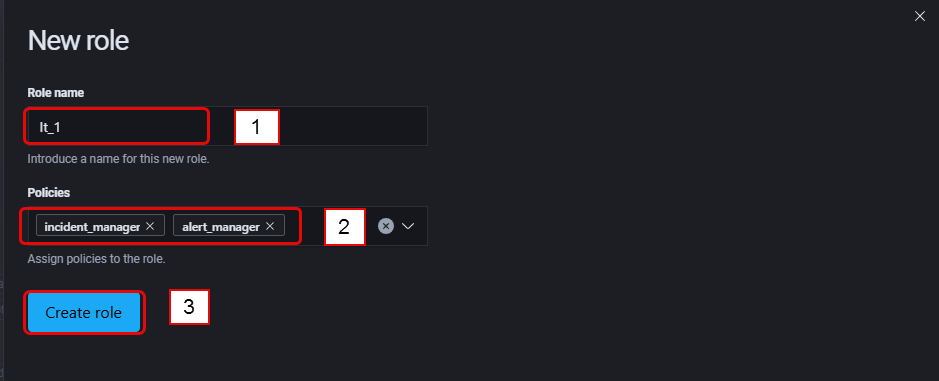 New role
Role name
It_1
1
Introduce a name for this new role.
Policies
incident_manager
alert_manager
2
Assign policies to the role.
Create role
3